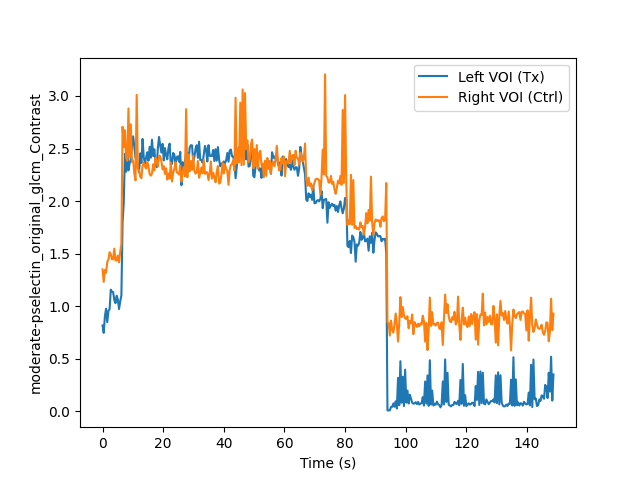 Left VOI (Tx)
Right VOI (Ctrl)
moderate-pselectin_original_glcm_Contrast
3.0
2.5
2.0
1.5
1.0
0.5
0.0
0 20 40 60 80 100 120 140
Time (s)